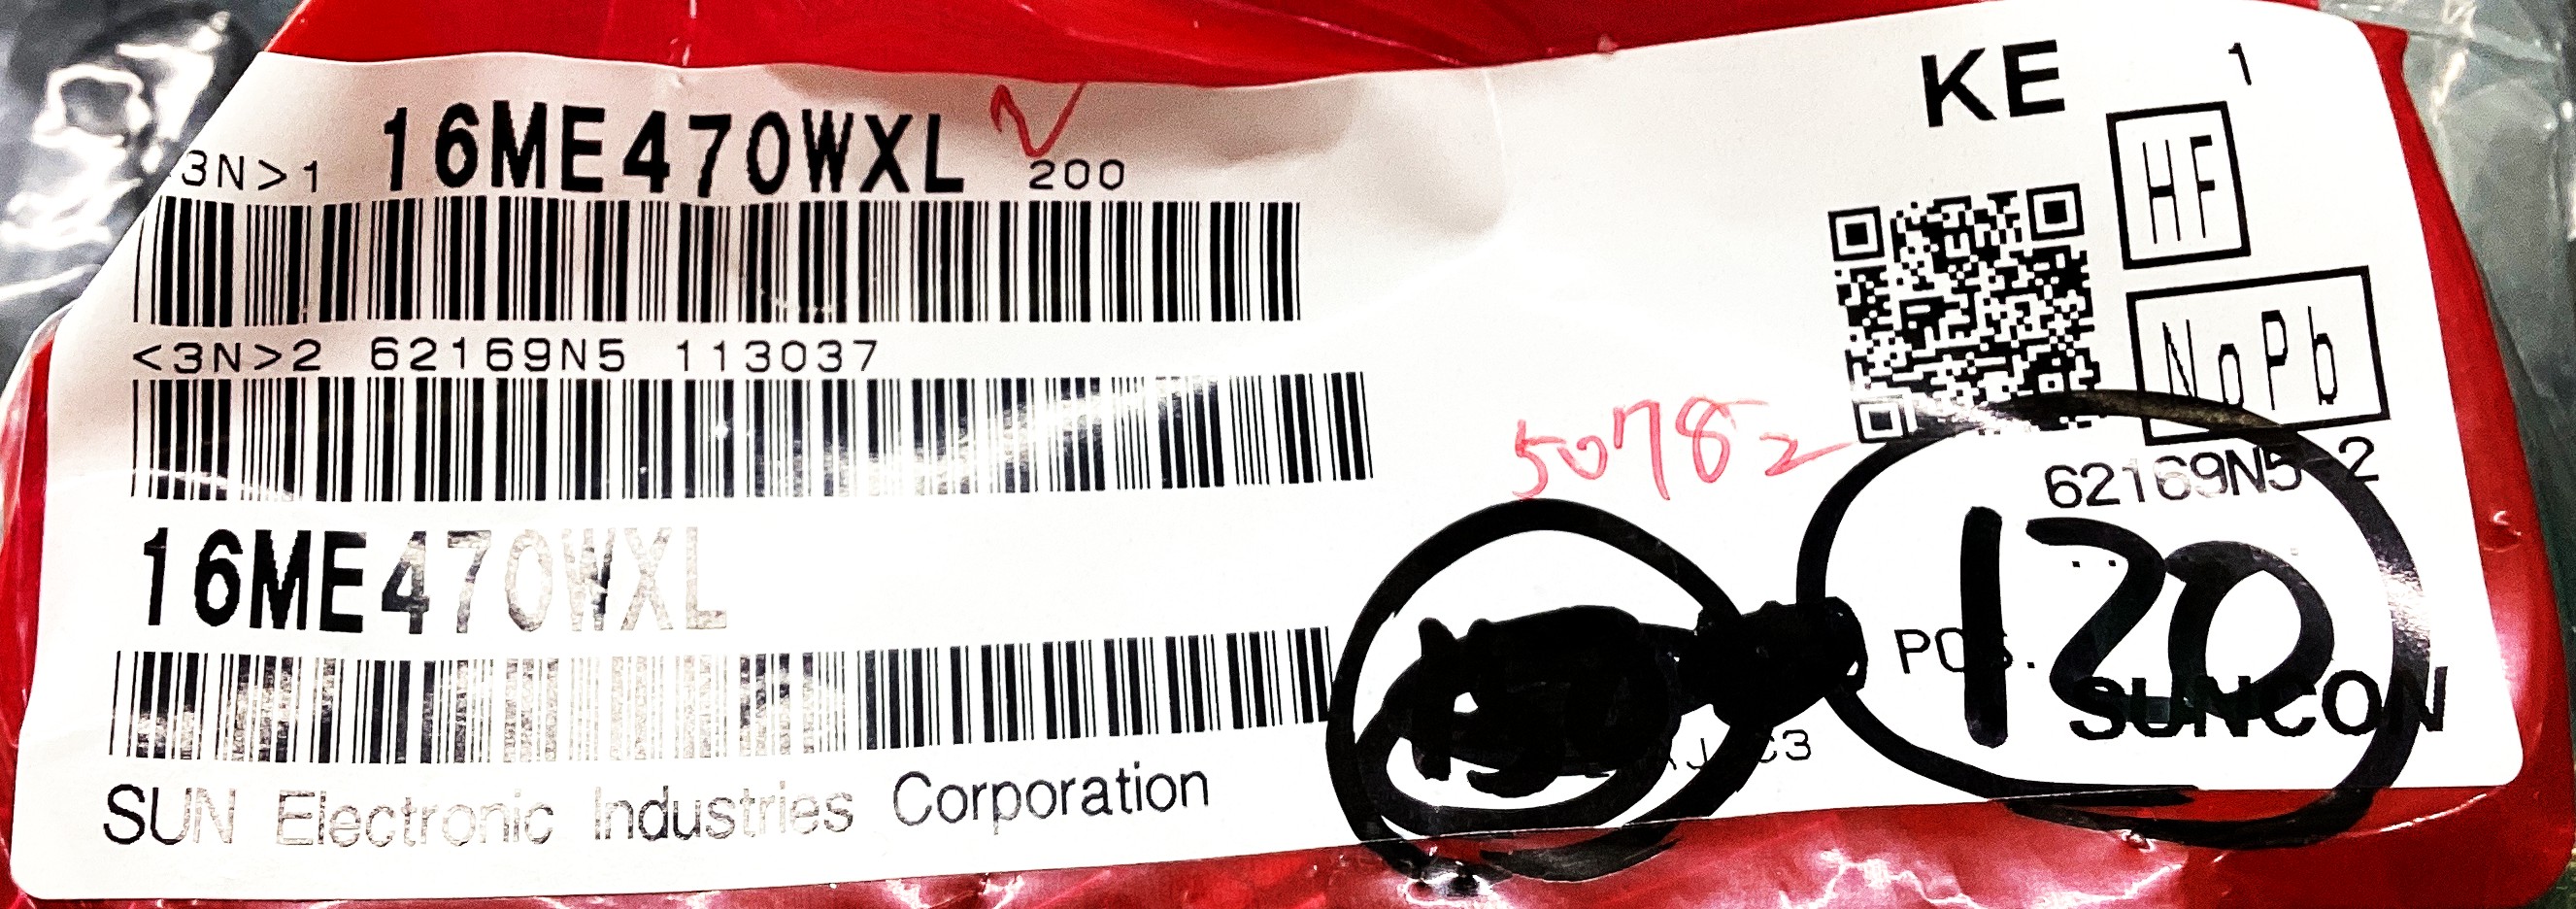 KE 1
3N>1 16ME470WXL 200
HF
<3N>2 62169N5 113037
NoPb
50782
62169N5 2
16ME470WXL
120
SUNCON
C3
SUN Electronic Industries Corporation